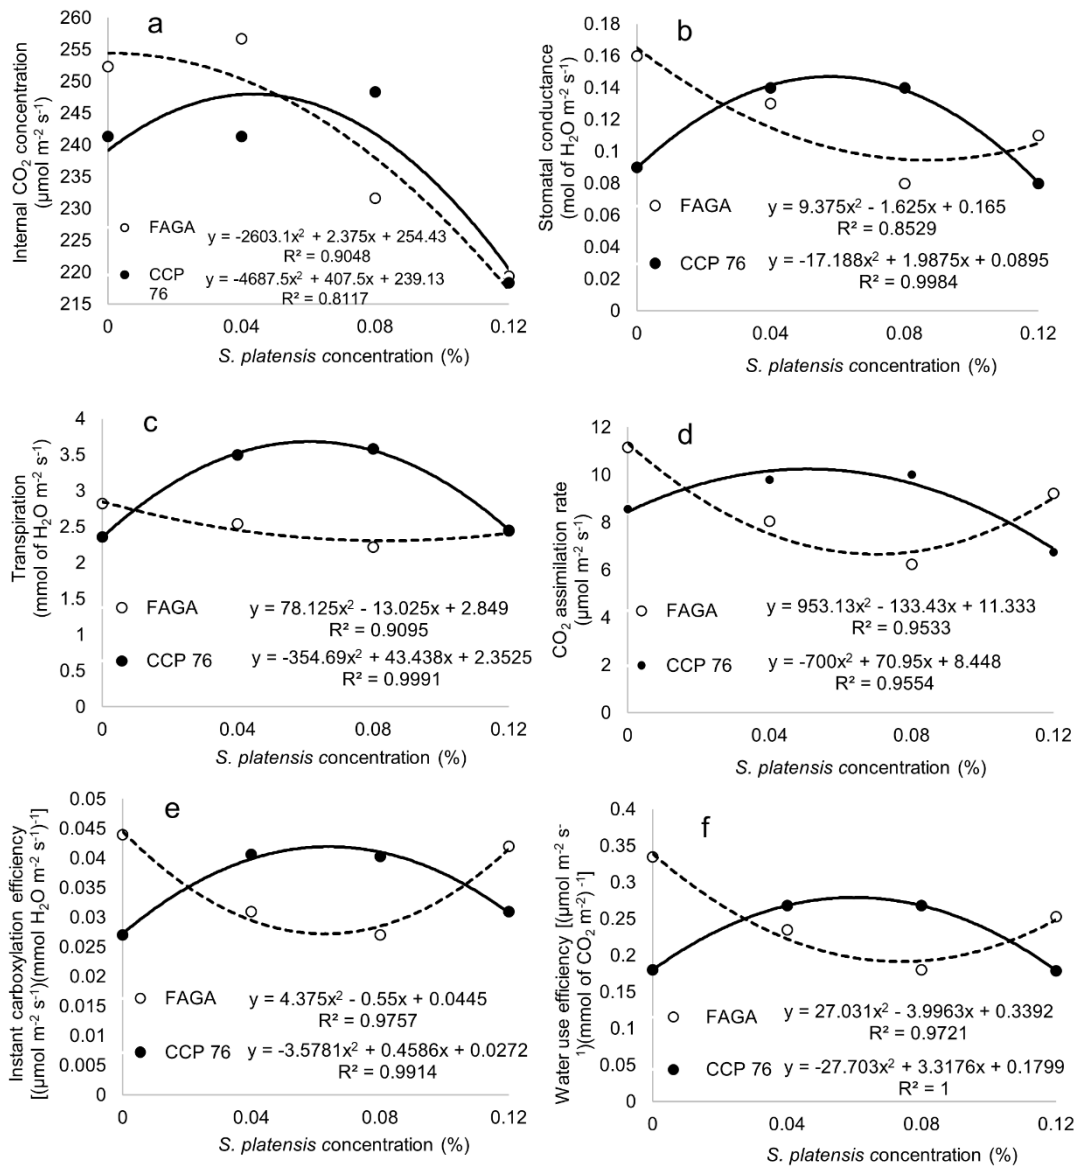 a
Internal CO₂ concentration
(µmol m⁻² s⁻¹)
260
255
250
245
240
235
230
225
220
215
FAGA
y = -2603.1x² + 2.375x + 254.43
R² = 0.9048
CCP
76
y = -4687.5x² + 407.5x + 239.13
R² = 0.8117
0 0.04 0.08 0.12
S. platensis concentration (%)
b
Stomatal conductance
(mol of H₂O m⁻² s⁻¹)
0.18
0.16
0.14
0.12
0.1
0.08
0.06
0.04
0.02
0
FAGA
y = 9.375x² - 1.625x + 0.165
R² = 0.8529
CCP 76
y = -17.188x² + 1.9875x + 0.0895
R² = 0.9984
0 0.04 0.08 0.12
S. platensis concentration (%)
c
Transpiration
(mmol of H₂O m⁻² s⁻¹)
4
3.5
3
2.5
2
1.5
1
0.5
0
FAGA
y = 78.125x² - 13.025x + 2.849
R² = 0.9095
CCP 76
y = -354.69x² + 43.438x + 2.3525
R² = 0.9991
0 0.04 0.08 0.12
S. platensis concentration (%)
d
CO₂ assimilation rate
(µmol m⁻² s⁻¹)
12
10
8
6
4
2
0
FAGA
y = 953.13x² - 133.43x + 11.333
R² = 0.9533
CCP 76
y = -700x² + 70.95x + 8.448
R² = 0.9554
0 0.04 0.08 0.12
S. platensis concentration (%)
e
Instant carboxylation efficiency
[(µmol m⁻² s⁻¹)(mmol H₂O m⁻² s⁻¹)⁻¹]
0.05
0.045
0.04
0.035
0.03
0.025
0.02
0.015
0.01
0.005
0.000
FAGA
y = 4.375x² - 0.55x + 0.0445
R² = 0.9757
CCP 76
y = -3.5781x² + 0.4586x + 0.0272
R² = 0.9914
0 0.04 0.08 0.12
S. platensis concentration (%)
f
Water use efficiency [(µmol m⁻² s⁻
¹)(mmol of CO₂ m⁻²) ⁻¹]
0.4
0.35
0.3
0.25
0.2
0.15
0.1
0.05
0
FAGA
y = 27.031x² - 3.9963x + 0.3392
R² = 0.9721
CCP 76
y = -27.703x² + 3.3176x + 0.1799
R² = 1
0 0.04 0.08 0.12
S. platensis concentration (%)